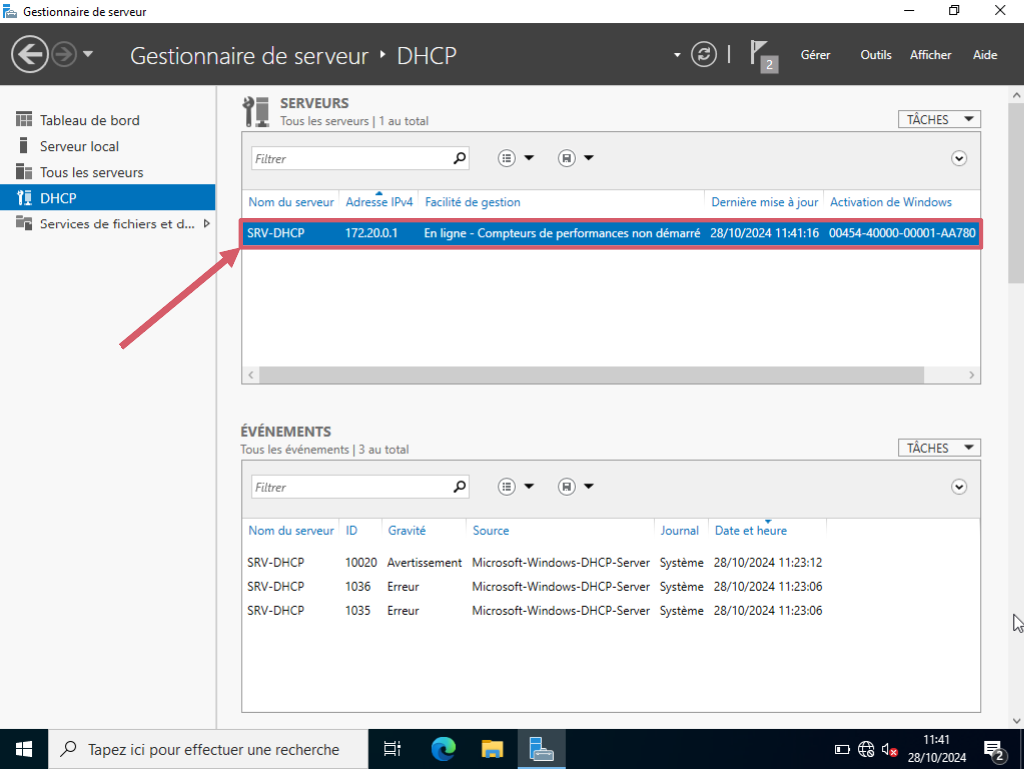 Gestionnaire de serveur
Gestionnaire de serveur ‣ DHCP
2
Gérer
Outils
Afficher
Aide
Tableau de bord
Serveur local
Tous les serveurs
DHCP
Services de fichiers et d...
SERVEURS
Tous les serveurs | 1 au total
TÂCHES
Filtrer
Nom du serveur Adresse IPv4 Facilité de gestion Dernière mise à jour Activation de Windows
SRV-DHCP 172.20.0.1 En ligne - Compteurs de performances non démarré 28/10/2024 11:41:16 00454-40000-00001-AA780
ÉVÉNEMENTS
Tous les événements | 3 au total
TÂCHES
Filtrer
Nom du serveur ID Gravité Source Journal Date et heure
SRV-DHCP 10020 Avertissement Microsoft-Windows-DHCP-Server Système 28/10/2024 11:23:12
SRV-DHCP 1036 Erreur Microsoft-Windows-DHCP-Server Système 28/10/2024 11:23:06
SRV-DHCP 1035 Erreur Microsoft-Windows-DHCP-Server Système 28/10/2024 11:23:06
Tapez ici pour effectuer une recherche
11:41
28/10/2024
2